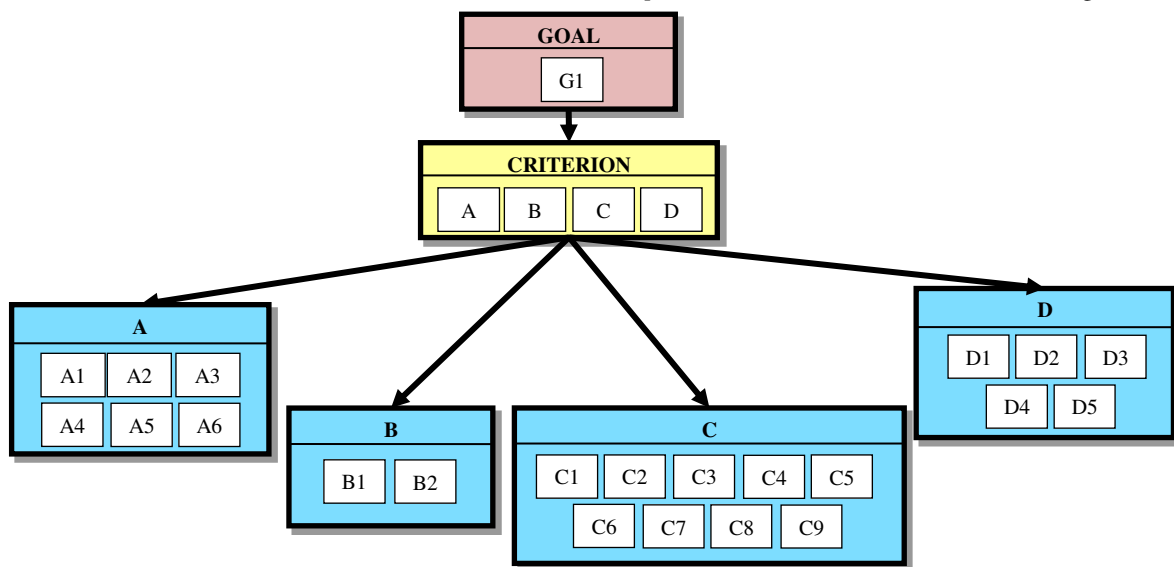 GOAL
G1
CRITERION
A B C D
A
A1 A2 A3
A4 A5 A6
B
B1 B2
C
C1 C2 C3 C4 C5
C6 C7 C8 C9
D
D1 D2 D3
D4 D5